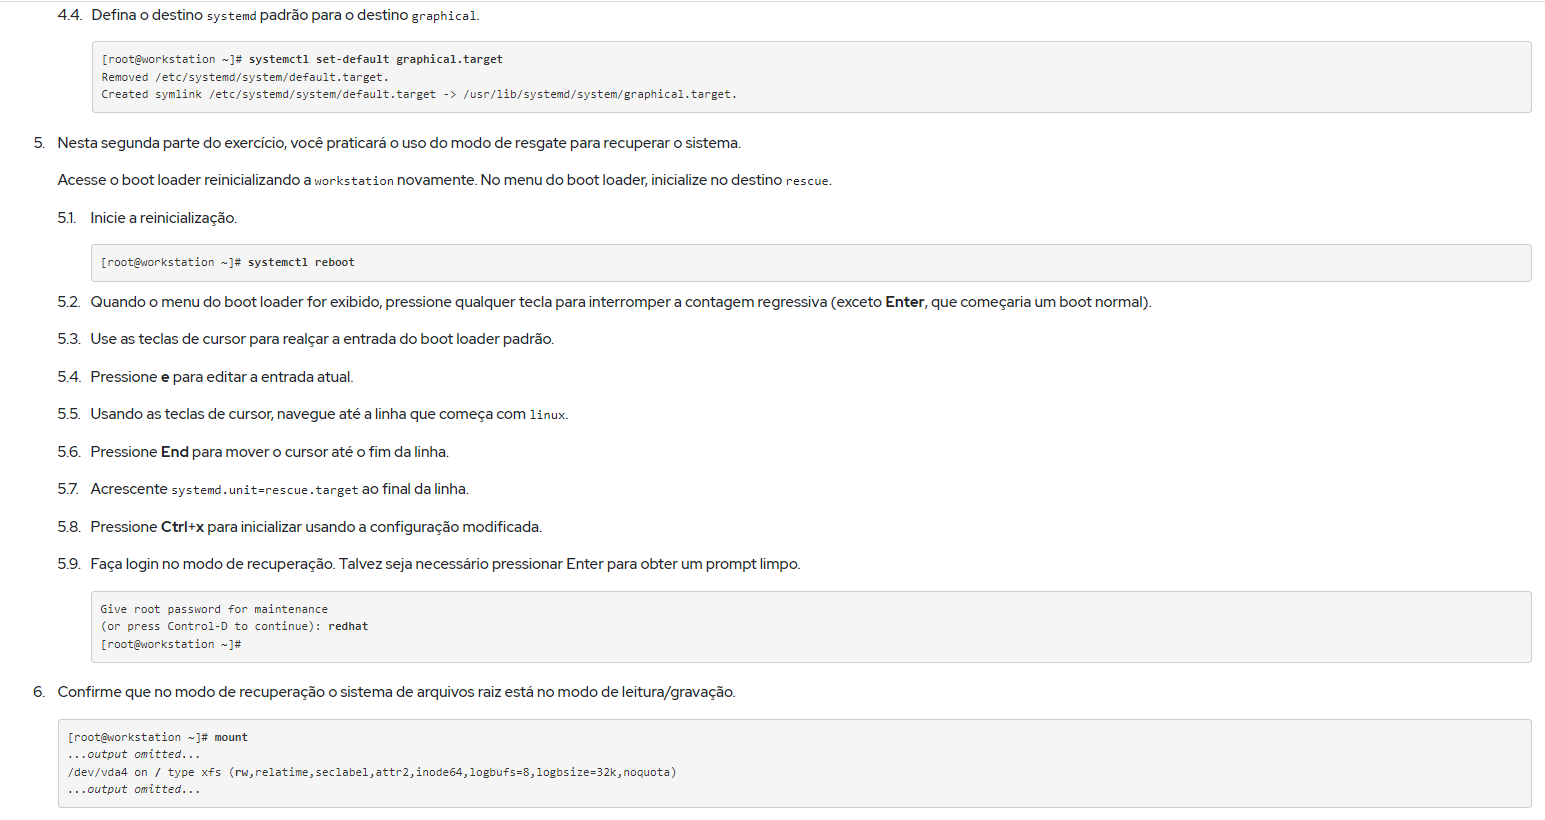 4.4. Defina o destino systemd padrão para o destino graphical.
[root@workstation ~]# systemctl set-default graphical.target
Removed /etc/systemd/system/default.target.
Created symlink /etc/systemd/system/default.target -> /usr/lib/systemd/system/graphical.target.
5. Nesta segunda parte do exercício, você praticará o uso do modo de resgate para recuperar o sistema.
Acesse o boot loader reinicializando a workstation novamente. No menu do boot loader, inicialize no destino rescue.
5.1. Inicie a reinicialização.
[root@workstation ~]# systemctl reboot
5.2. Quando o menu do boot loader for exibido, pressione qualquer tecla para interromper a contagem regressiva (exceto Enter, que começaria um boot normal).
5.3. Use as teclas de cursor para realçar a entrada do boot loader padrão.
5.4. Pressione e para editar a entrada atual.
5.5. Usando as teclas de cursor, navegue até a linha que começa com linux.
5.6. Pressione End para mover o cursor até o fim da linha.
5.7. Acrescente systemd.unit=rescue.target ao final da linha.
5.8. Pressione Ctrl+x para inicializar usando a configuração modificada.
5.9. Faça login no modo de recuperação. Talvez seja necessário pressionar Enter para obter um prompt limpo.
Give root password for maintenance
(or press Control-D to continue): redhat
[root@workstation ~]#
6. Confirme que no modo de recuperação o sistema de arquivos raiz está no modo de leitura/gravação.
[root@workstation ~]# mount
...output omitted...
/dev/vda4 on / type xfs (rw,relatime,seclabel,attr2,inode64,logbufs=8,logbsize=32k,noquota)
...output omitted...